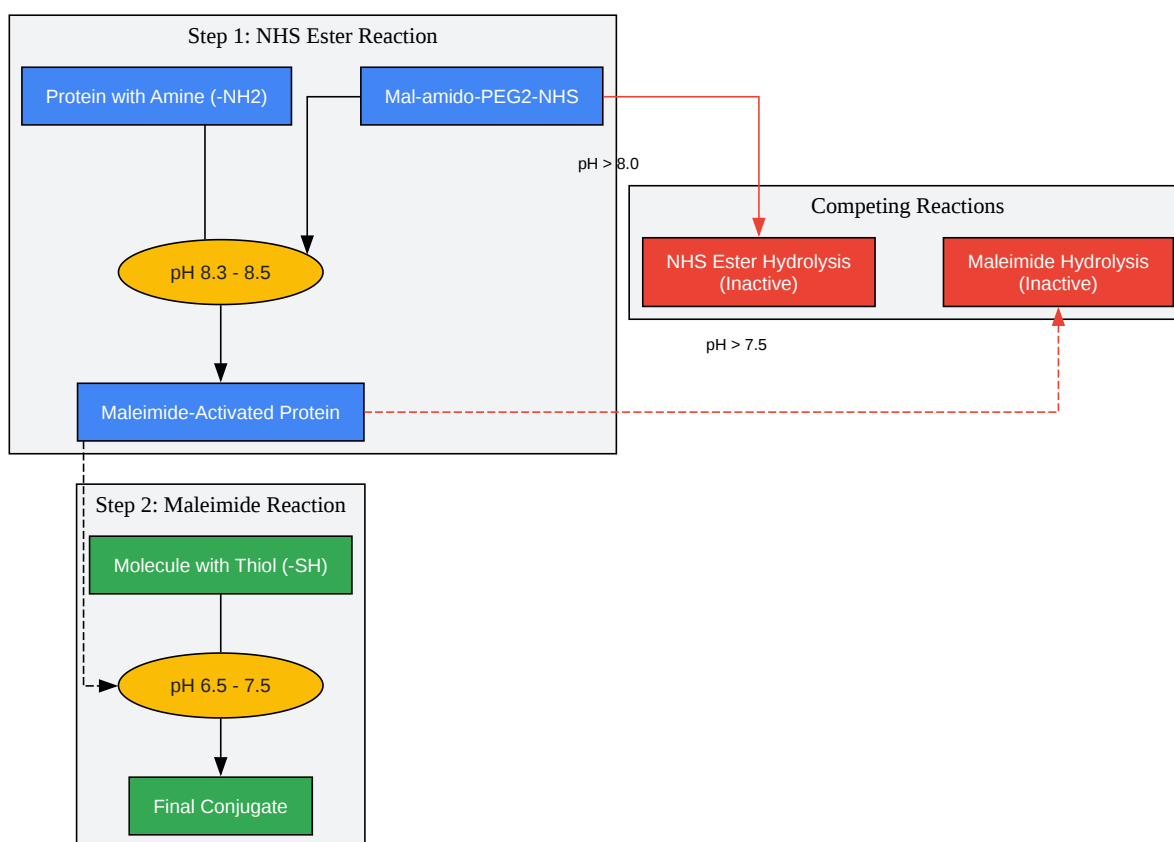 Step 1: NHS Ester Reaction
Protein with Amine (-NH2)
Mal-amido-PEG2-NHS
pH > 8.0
pH 8.3 - 8.5
Maleimide-Activated Protein
Competing Reactions
NHS Ester Hydrolysis
(Inactive)
Maleimide Hydrolysis
(Inactive)
pH > 7.5
Step 2: Maleimide Reaction
Molecule with Thiol (-SH)
pH 6.5 - 7.5
Final Conjugate